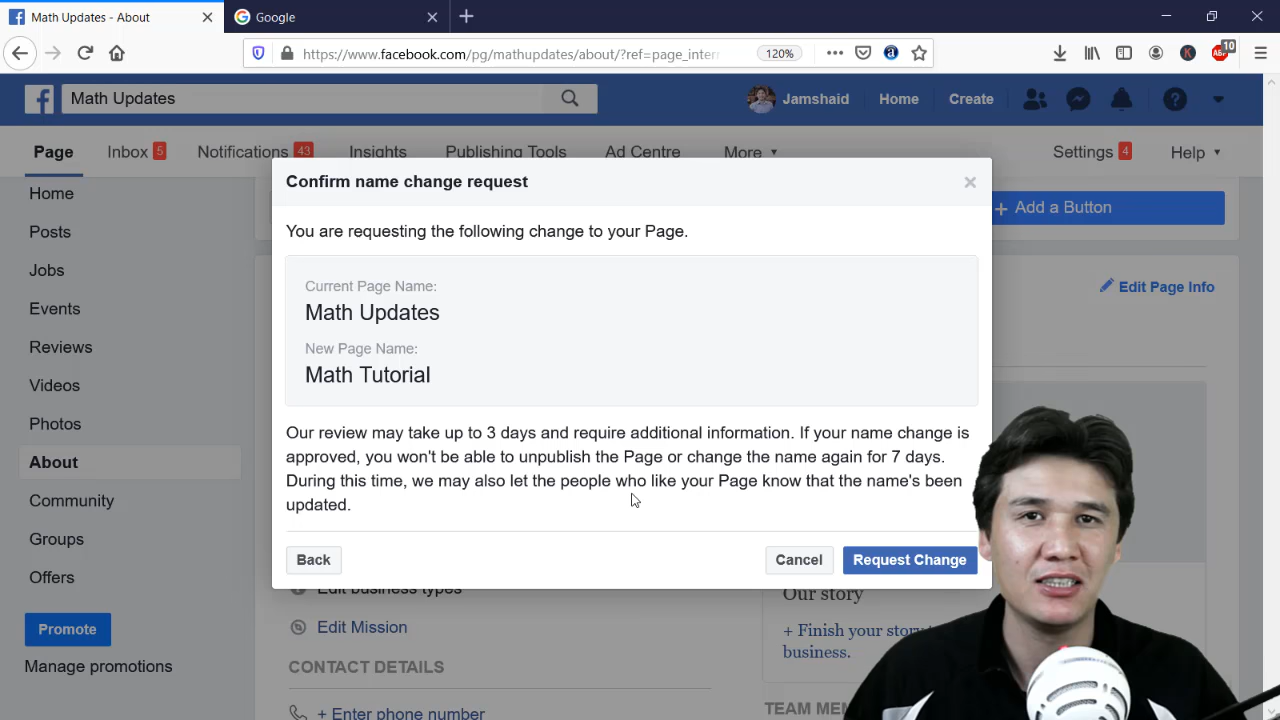 Math Updates - About
Google
https://www.facebook.com/pg/mathupdates/about/?ref=page_inter
120%
10
ABP
K
a
Math Updates
Jamshaid
Home
Create
Page
Inbox 5
Notifications 43
Insights
Publishing Tools
Ad Centre
More
Settings 4
Help
Home
Posts
Jobs
Events
Reviews
Videos
Photos
About
Community
Groups
Offers
Promote
Manage promotions
+ Add a Button
Edit Page Info
Confirm name change request
You are requesting the following change to your Page.
Current Page Name:
Math Updates
New Page Name:
Math Tutorial
Our review may take up to 3 days and require additional information. If your name change is
approved, you won't be able to unpublish the Page or change the name again for 7 days.
During this time, we may also let the people who like your Page know that the name's been
updated.
Back
Cancel
Request Change
Edit business types
Edit Mission
CONTACT DETAILS
+ Enter phone number
Our story
+ Finish your story
business.
TEAM MEM